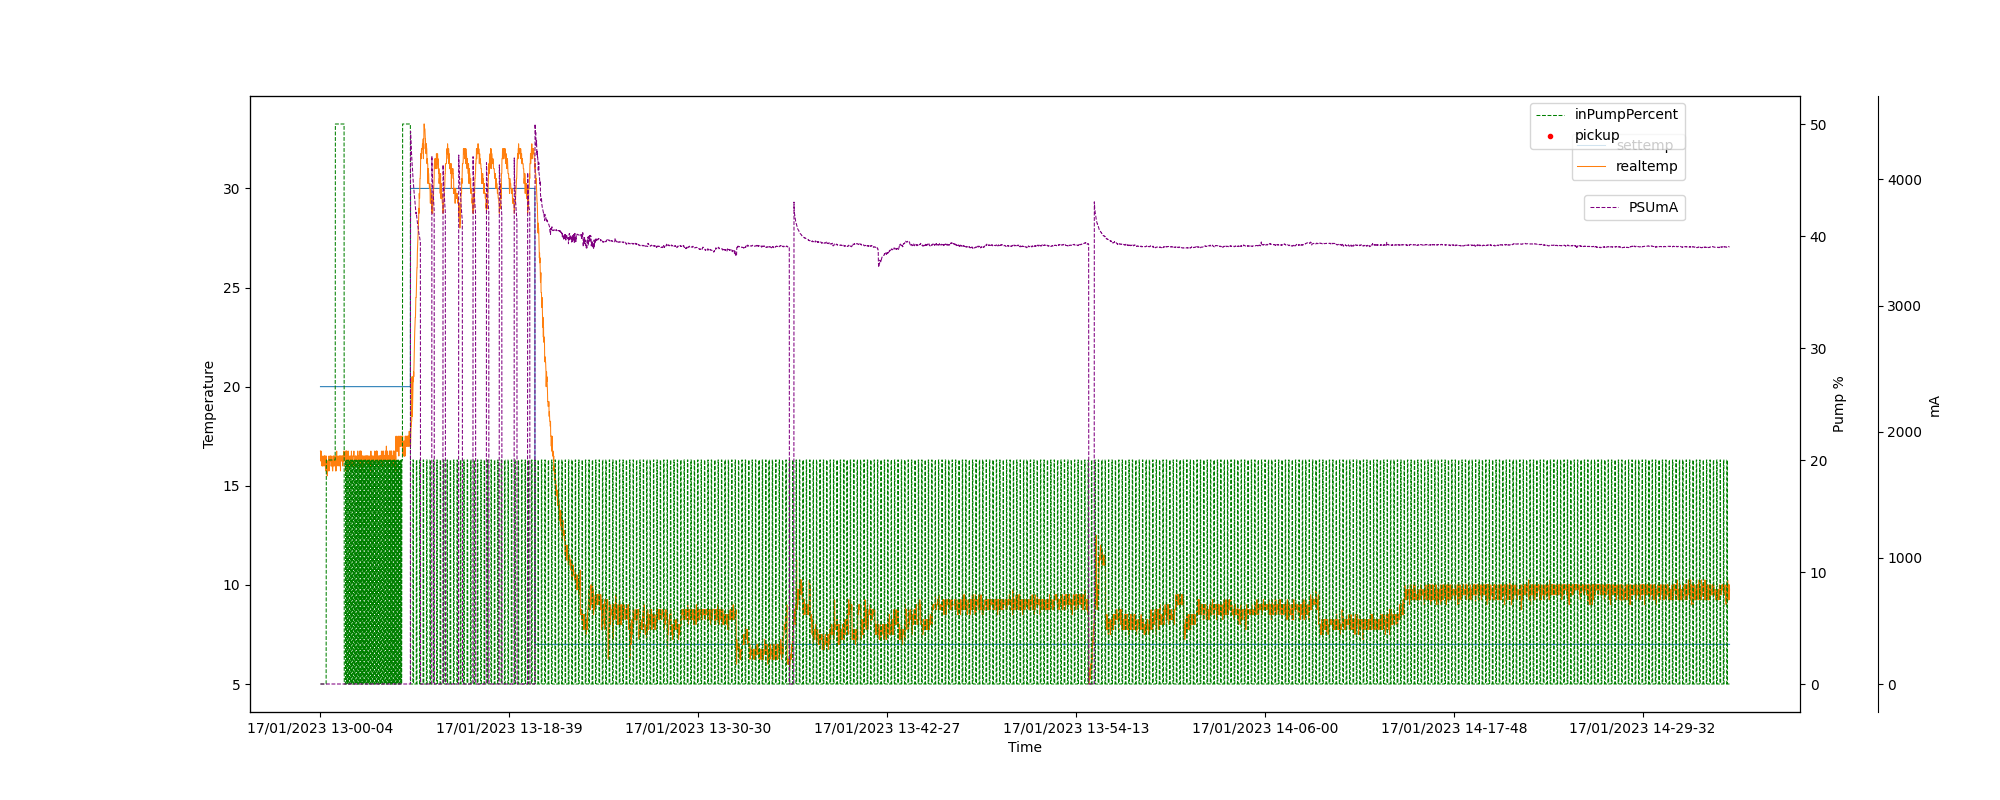 inPumpPercent
pickup
settemp
realtemp
PSUmA
30
25
20
15
10
5
Temperature
50
40
30
20
10
0
Pump %
4000
3000
2000
1000
0
mA
17/01/2023 13-00-04
17/01/2023 13-18-39
17/01/2023 13-30-30
17/01/2023 13-42-27
17/01/2023 13-54-13
17/01/2023 14-06-00
17/01/2023 14-17-48
17/01/2023 14-29-32
Time